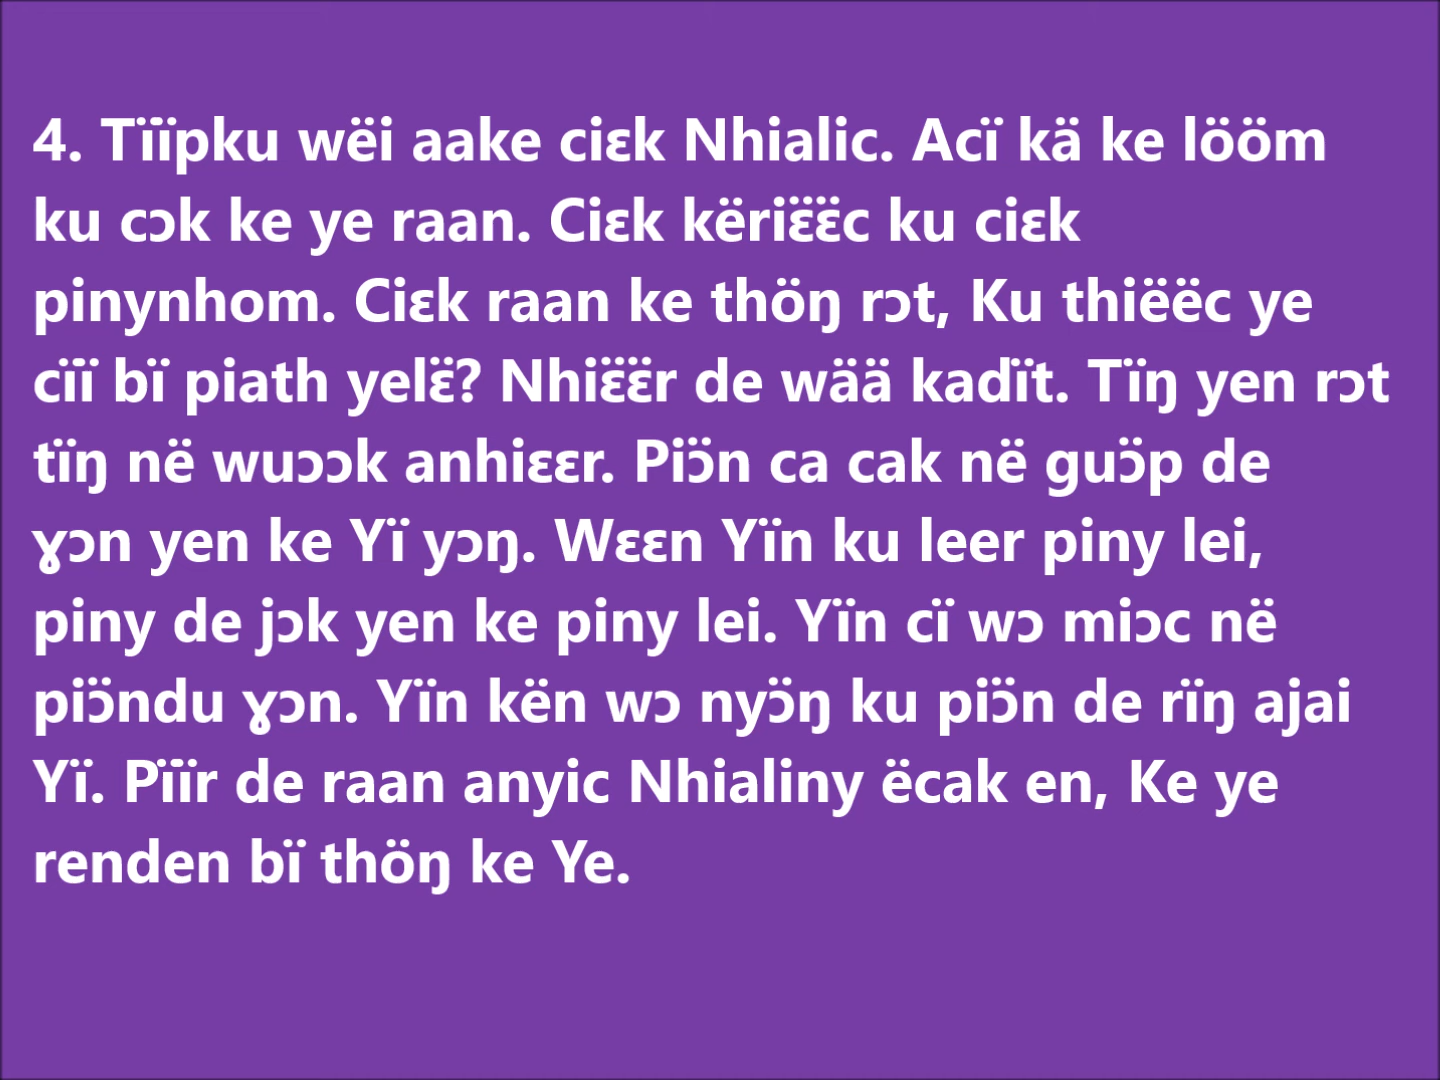 4. Tïïpku wëi aake ciɛk Nhialic. Acï kä ke lööm
ku cɔk ke ye raan. Ciɛk këriɛ̈ɛ̈c ku ciɛk
pinynhom. Ciɛk raan ke thöŋ rɔt, Ku thiëëc ye
cïï bï piath yelɛ̈? Nhiɛ̈ɛ̈r de wää kadït. Tïŋ yen rɔt
tïŋ në wuɔɔk anhiɛɛr. Piɔ̈n ca cak në guɔ̈p de
ɣɔn yen ke Yï yɔŋ. Wɛɛn Yïn ku leer piny lei,
piny de jɔk yen ke piny lei. Yïn cï wɔ miɔc në
piɔ̈ndu ɣɔn. Yïn kën wɔ nyɔ̈ŋ ku piɔ̈n de rïŋ ajai
Yï. Pïïr de raan anyic Nhialiny ëcak en, Ke ye
renden bï thöŋ ke Ye.